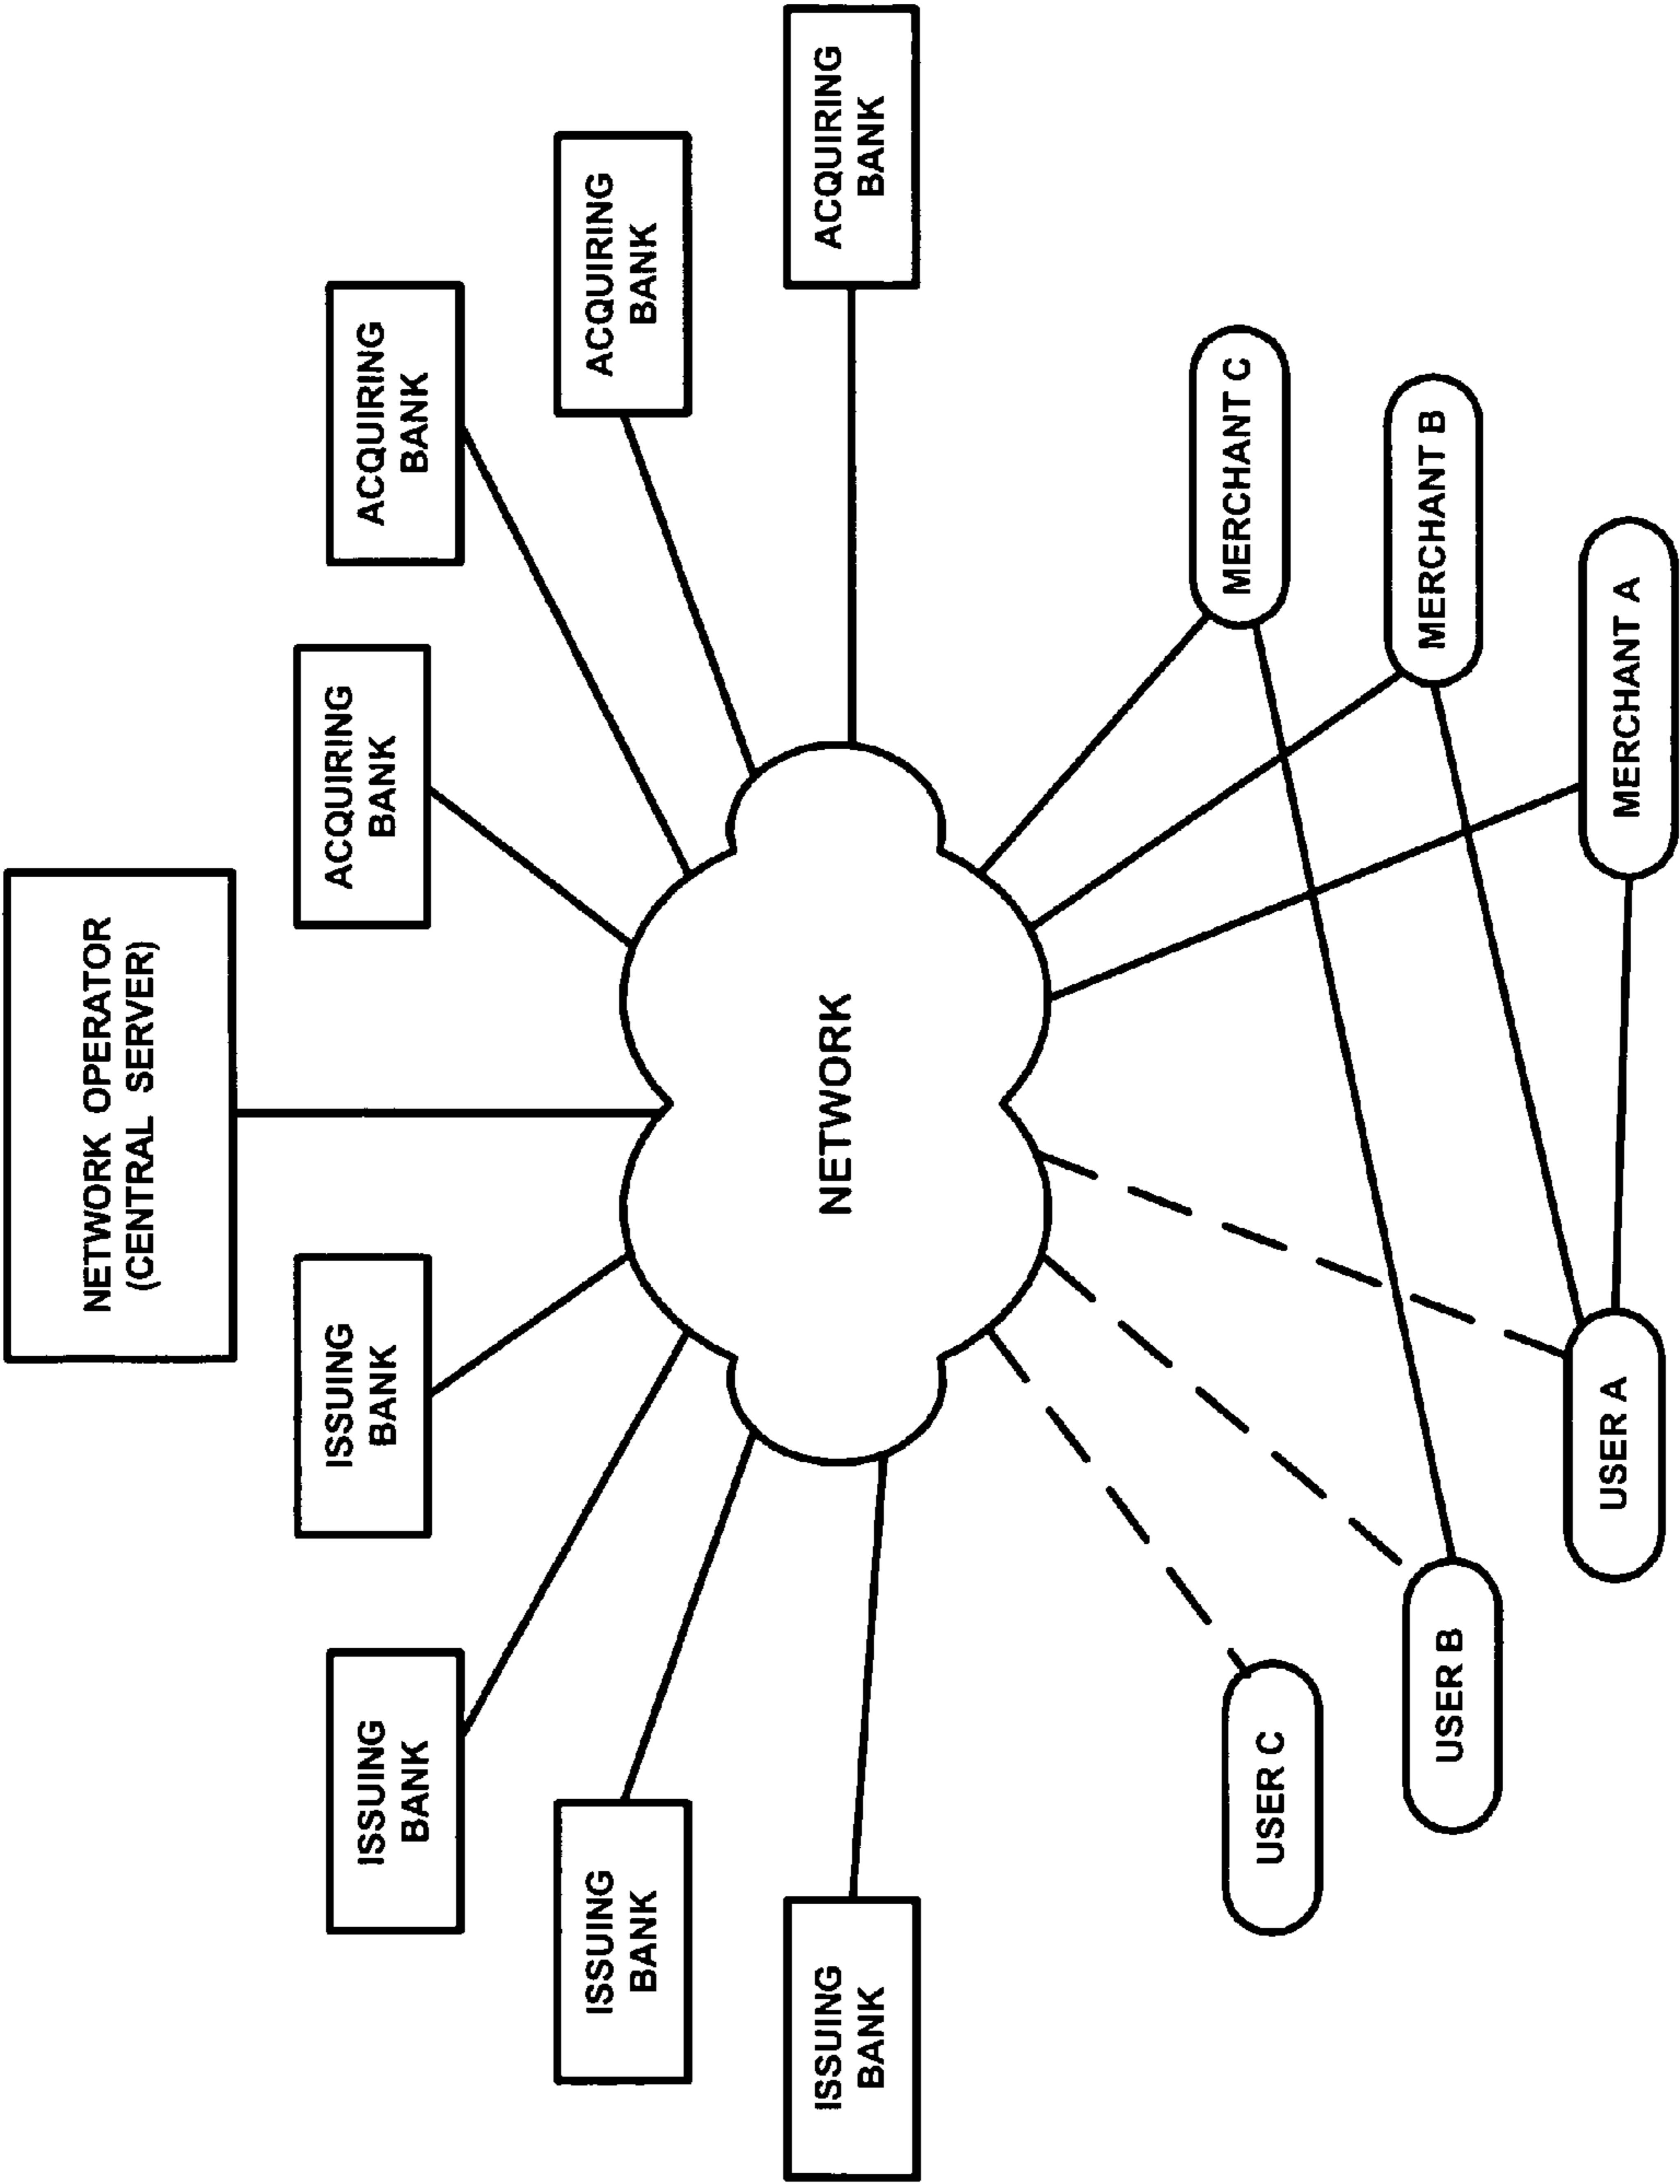 NETWORK OPERATOR
(CENTRAL SERVER)
ISSUING
BANK
ISSUING
BANK
ISSUING
BANK
ISSUING
BANK
ACQUIRING
BANK
ACQUIRING
BANK
ACQUIRING
BANK
ACQUIRING
BANK
NETWORK
USER C
USER B
USER A
MERCHANT C
MERCHANT B
MERCHANT A